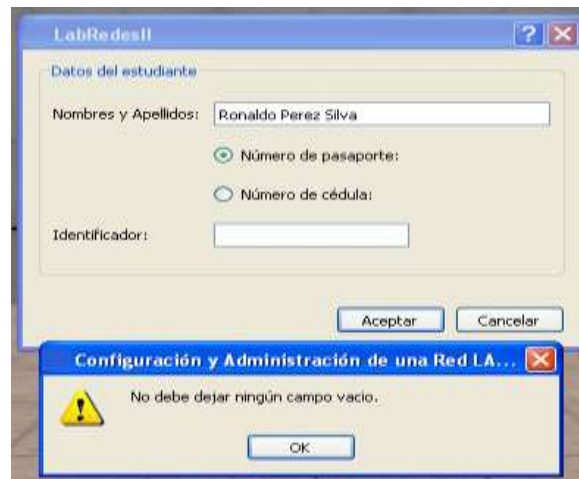 LabRedesII
Datos del estudiante
Nombres y Apellidos: Ronaldo Perez Silva
Número de pasaporte:
Número de cédula:
Identificador:
Aceptar Cancelar
Configuración y Administración de una Red LA...
No debe dejar ningún campo vacio.
OK